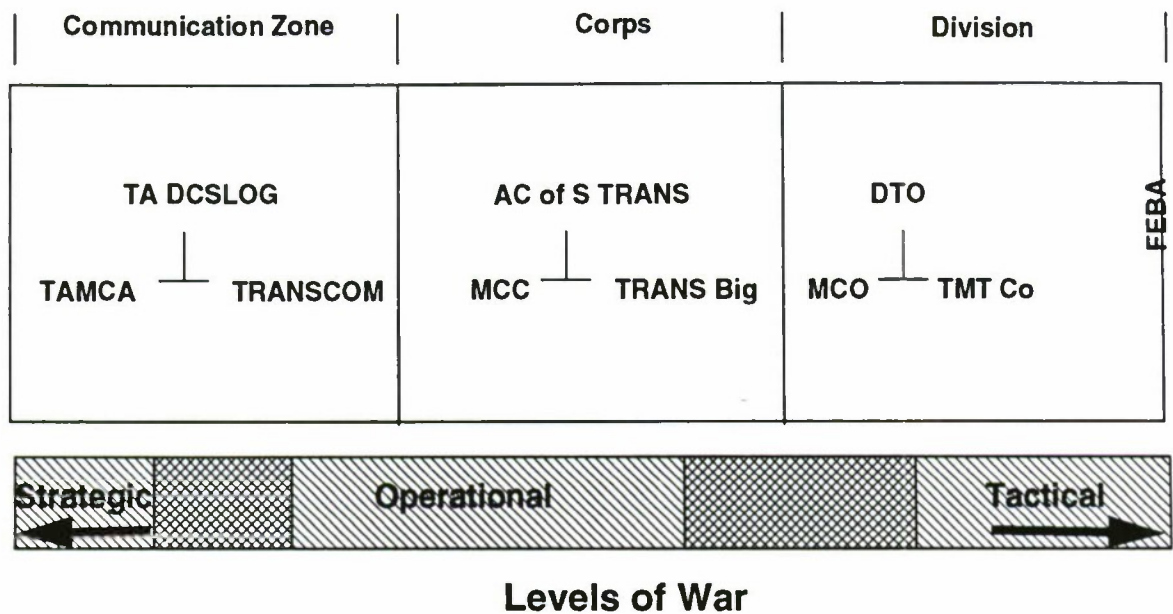 Communication Zone
Corps
Division
TA DCSLOG
AC of S TRANS
DTO
FEBA
TAMCA
TRANSCOM
MCC
TRANS Big
MCO
TMT Co
Strategic
Operational
Tactical
Levels of War